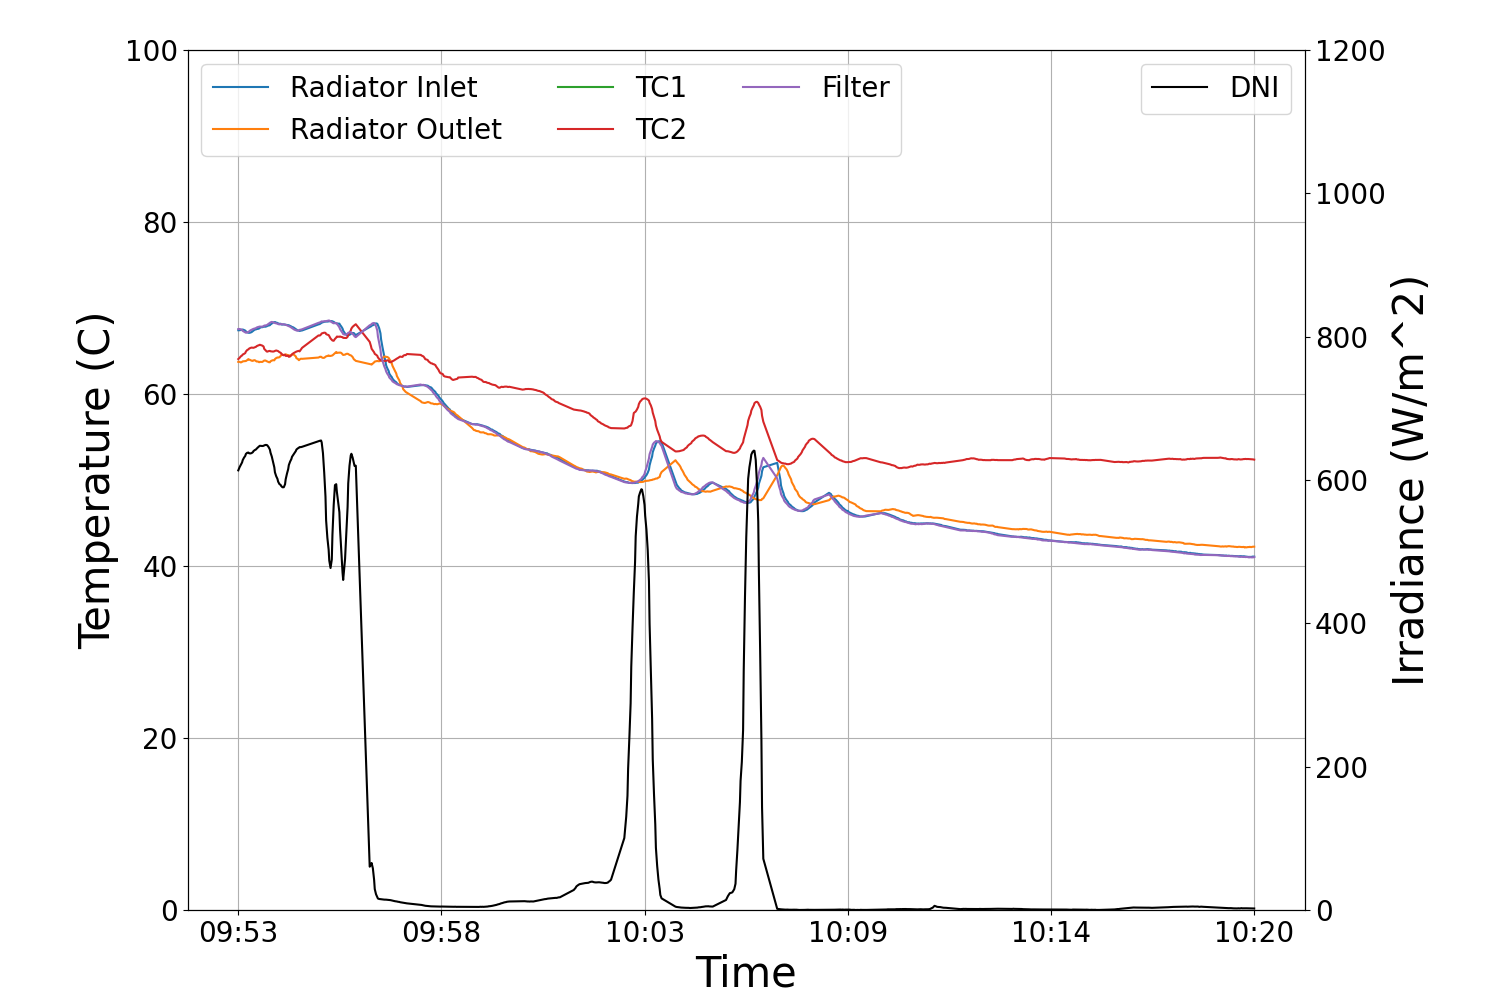 100
80
60
40
20
0
Temperature (C)
Radiator Inlet
Radiator Outlet
TC1
TC2
Filter
DNI
1200
1000
800
600
400
200
0
Irradiance (W/m^2)
09:53 09:58 10:03 10:09 10:14 10:20
Time